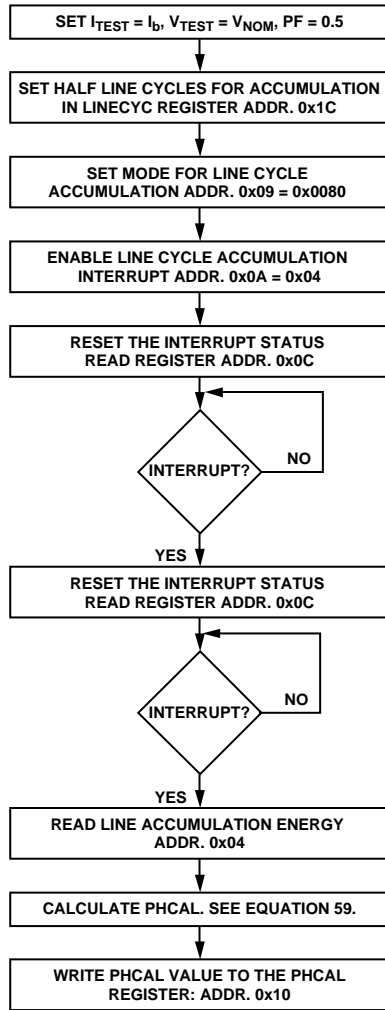 SET ITEST = Ib, VTEST = VNOM, PF = 0.5
SET HALF LINE CYCLES FOR ACCUMULATION
IN LINECYC REGISTER ADDR. 0x1C
SET MODE FOR LINE CYCLE
ACCUMULATION ADDR. 0x09 = 0x0080
ENABLE LINE CYCLE ACCUMULATION
INTERRUPT ADDR. 0x0A = 0x04
RESET THE INTERRUPT STATUS
READ REGISTER ADDR. 0x0C
INTERRUPT?
NO
YES
RESET THE INTERRUPT STATUS
READ REGISTER ADDR. 0x0C
INTERRUPT?
NO
YES
READ LINE ACCUMULATION ENERGY
ADDR. 0x04
CALCULATE PHCAL. SEE EQUATION 59.
WRITE PHCAL VALUE TO THE PHCAL
REGISTER: ADDR. 0x10